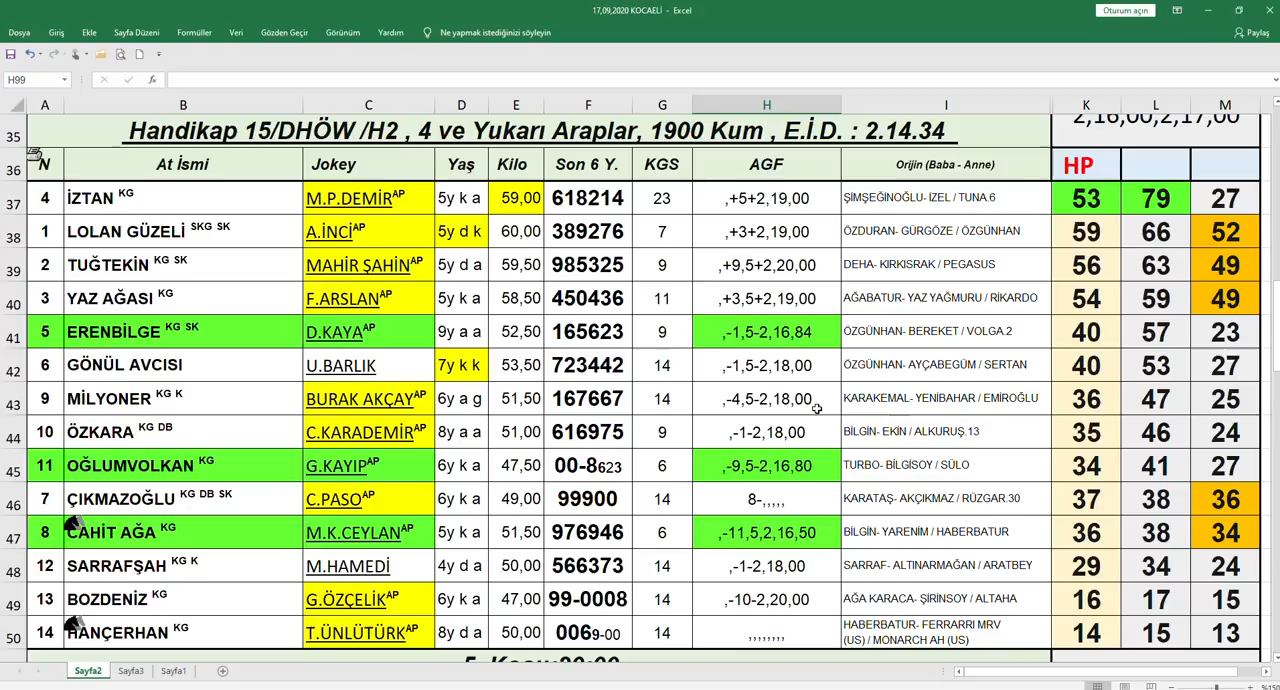 17,09,2020 KOCAELİ - Excel
Oturum açın
Dosya Giriş Ekle Sayfa Düzeni Formüller Veri Gözden Geçir Görünüm Yardım Ne yapmak istediğinizi söyleyin Paylaş
H99 fx
A B C D E F G H I K L M
2,16,00,2,17,00
35 Handikap 15/DHÖW /H2 , 4 ve Yukarı Araplar, 1900 Kum , E.İ.D. : 2.14.34
36 N At İsmi Jokey Yaş Kilo Son 6 Y. KGS AGF Orijin (Baba - Anne) HP
37 4 İZTAN KG M.P.DEMİR AP 5y k a 59,00 618214 23 ,+5+2,19,00 ŞİMŞEĞİNOĞLU- İZEL / TUNA.6 53 79 27
38 1 LOLAN GÜZELİ SKG SK A.İNCİ AP 5y d k 60,00 389276 7 ,+3+2,19,00 ÖZDURAN- GÜRGÖZE / ÖZGÜNHAN 59 66 52
39 2 TUĞTEKİN KG SK MAHİR ŞAHİN AP 5y d a 59,50 985325 9 ,+9,5+2,20,00 DEHA- KIRKISRAK / PEGASUS 56 63 49
40 3 YAZ AĞASI KG F.ARSLAN AP 5y k a 58,50 450436 11 ,+3,5+2,19,00 AĞABATUR- YAZ YAĞMURU / RİKARDO 54 59 49
41 5 ERENBİLGE KG SK D.KAYA AP 9y a a 52,50 165623 9 ,-1,5-2,16,84 ÖZGÜNHAN- BEREKET / VOLGA.2 40 57 23
42 6 GÖNÜL AVCISI U.BARLIK 7y k k 53,50 723442 14 ,-1,5-2,18,00 ÖZGÜNHAN- AYÇABEGÜM / SERTAN 40 53 27
43 9 MİLYONER KG K BURAK AKÇAY AP 6y a g 51,50 167667 14 ,-4,5-2,18,00 KARAKEMAL- YENİBAHAR / EMİROĞLU 36 47 25
44 10 ÖZKARA KG DB C.KARADEMİR AP 8y a a 51,00 616975 9 ,-1-2,18,00 BİLGİN- EKİN / ALKURUŞ.13 35 46 24
45 11 OĞLUMVOLKAN KG G.KAYIP AP 6y k a 47,50 00-8623 6 ,-9,5-2,16,80 TURBO- BİLGİSOY / SÜLO 34 41 27
46 7 ÇIKMAZOĞLU KG DB SK C.PASO AP 6y k a 49,00 99900 14 8-,,,,, KARATAŞ- AKÇIKMAZ / RÜZGAR.30 37 38 36
47 8 CAHİT AĞA KG M.K.CEYLAN AP 5y k a 51,50 976946 6 ,-11,5,2,16,50 BİLGİN- YARENİM / HABERBATUR 36 38 34
48 12 SARRAFŞAH KG K M.HAMEDİ 4y d a 50,00 566373 14 ,-1-2,18,00 SARRAF- ALTINARMAĞAN / ARATBEY 29 34 24
49 13 BOZDENİZ KG G.ÖZÇELİK AP 6y k a 47,00 99-0008 14 ,-10-2,20,00 AĞA KARACA- ŞİRİNSOY / ALTAHA 16 17 15
50 14 HANÇERHAN KG T.ÜNLÜTÜRK AP 8y d a 50,00 0069-00 14 ,,,,,,,, HABERBATUR- FERRARRI MRV (US) / MONARCH AH (US) 14 15 13
Sayfa2 Sayfa3 Sayfa1
%150